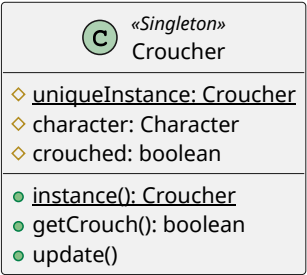 C «Singleton»
Croucher
uniqueInstance: Croucher
character: Character
crouched: boolean
instance(): Croucher
getCrouch(): boolean
update()